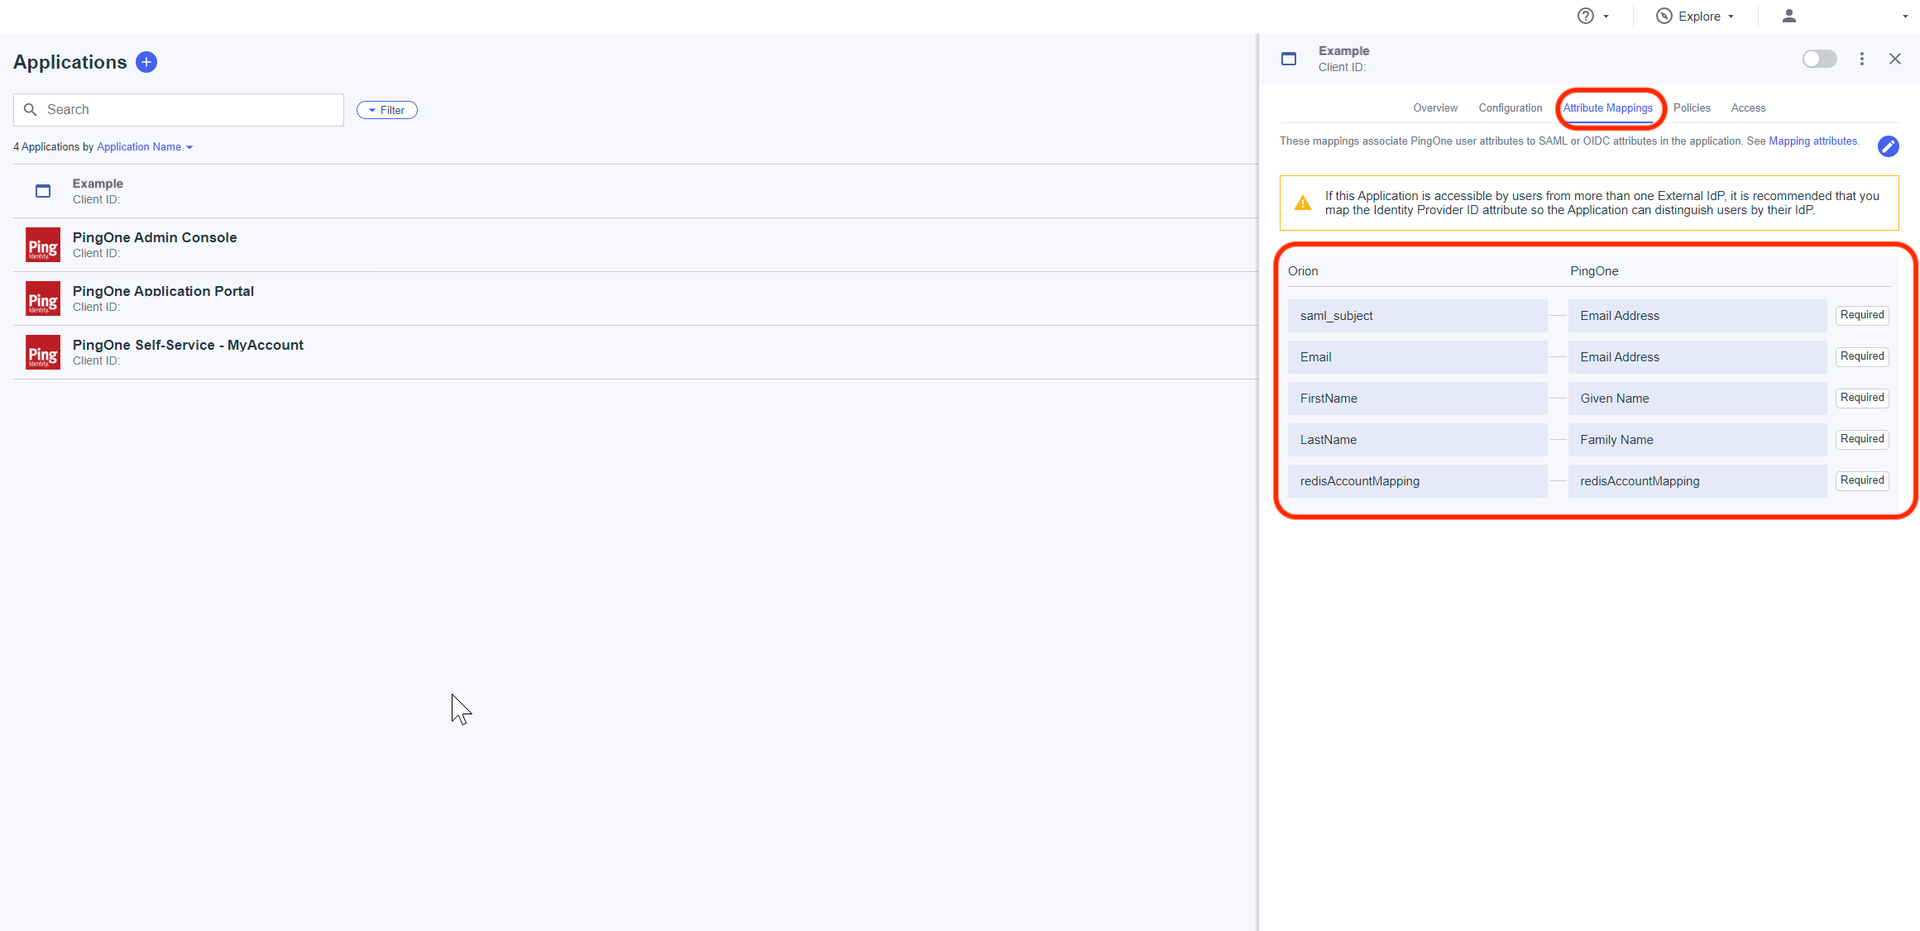 Explore
Applications
Search
Filter
4 Applications by Application Name
Example
Client ID:
Ping
Identity.
PingOne Admin Console
Client ID:
Ping
Identity.
PingOne Application Portal
Client ID:
Ping
Identity.
PingOne Self-Service - MyAccount
Client ID:
Example
Client ID:
Overview Configuration Attribute Mappings Policies Access
These mappings associate PingOne user attributes to SAML or OIDC attributes in the application. See Mapping attributes.
If this Application is accessible by users from more than one External IdP, it is recommended that you
map the Identity Provider ID attribute so the Application can distinguish users by their IdP.
Orion PingOne
saml_subject Email Address Required
Email Email Address Required
FirstName Given Name Required
LastName Family Name Required
redisAccountMapping redisAccountMapping Required